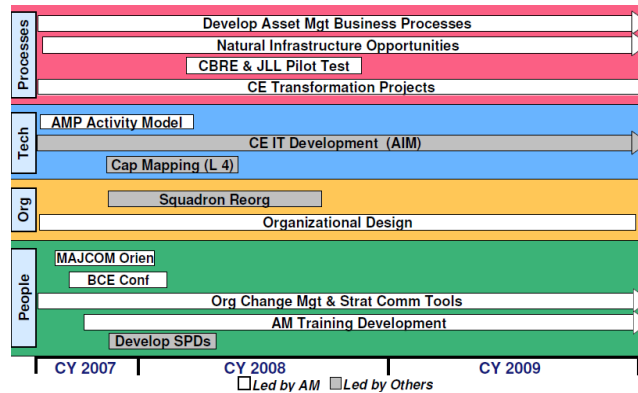 Processes
Develop Asset Mgt Business Processes
Natural Infrastructure Opportunities
CBRE & JLL Pilot Test
CE Transformation Projects
Tech
AMP Activity Model
CE IT Development (AIM)
Cap Mapping (L 4)
Org
Squadron Reorg
Organizational Design
People
MAJCOM Orien
BCE Conf
Org Change Mgt & Strat Comm Tools
AM Training Development
Develop SPDs
CY 2007 CY 2008 CY 2009
Led by AM Led by Others